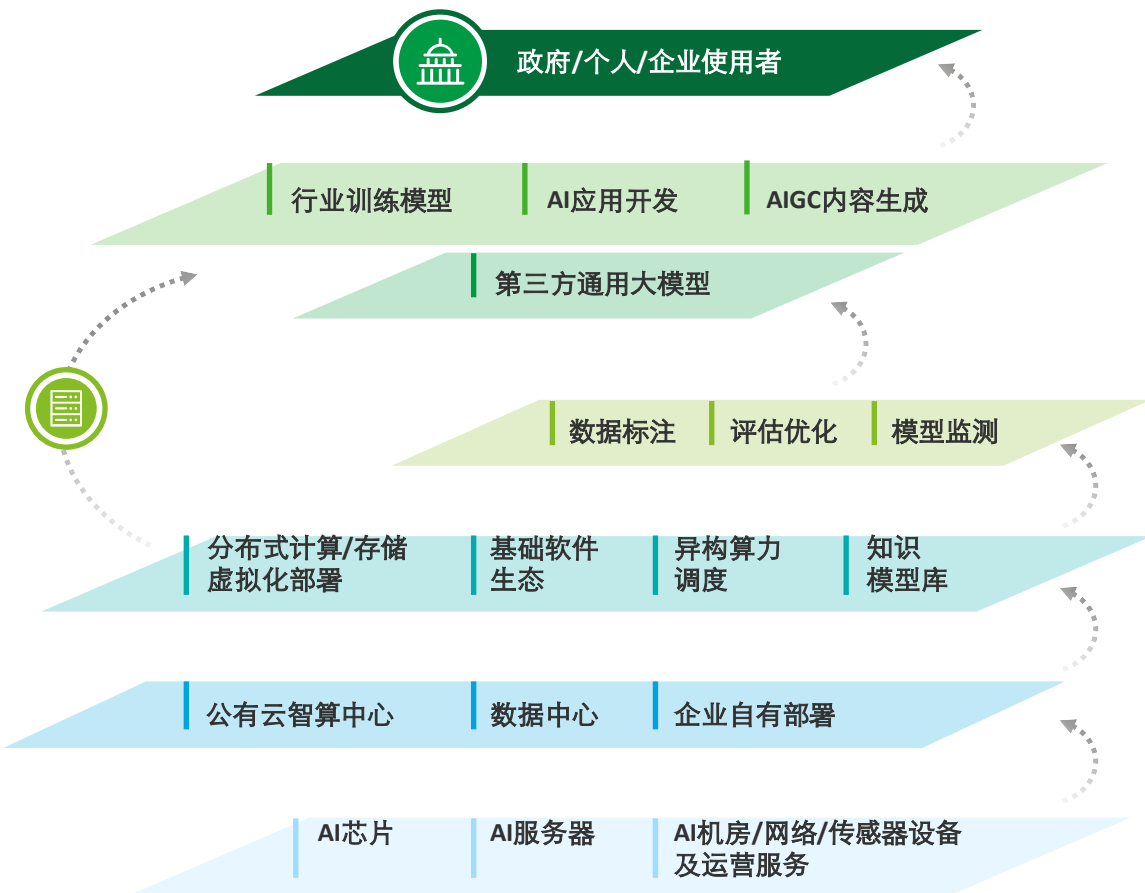 政府/个人/企业使用者
行业训练模型
AI应用开发
AIGC内容生成
第三方通用大模型
数据标注
评估优化
模型监测
分布式计算/存储
虚拟化部署
基础软件
生态
异构算力
调度
知识
模型库
公有云智算中心
数据中心
企业自有部署
AI芯片
AI服务器
AI机房/网络/传感器设备
及运营服务